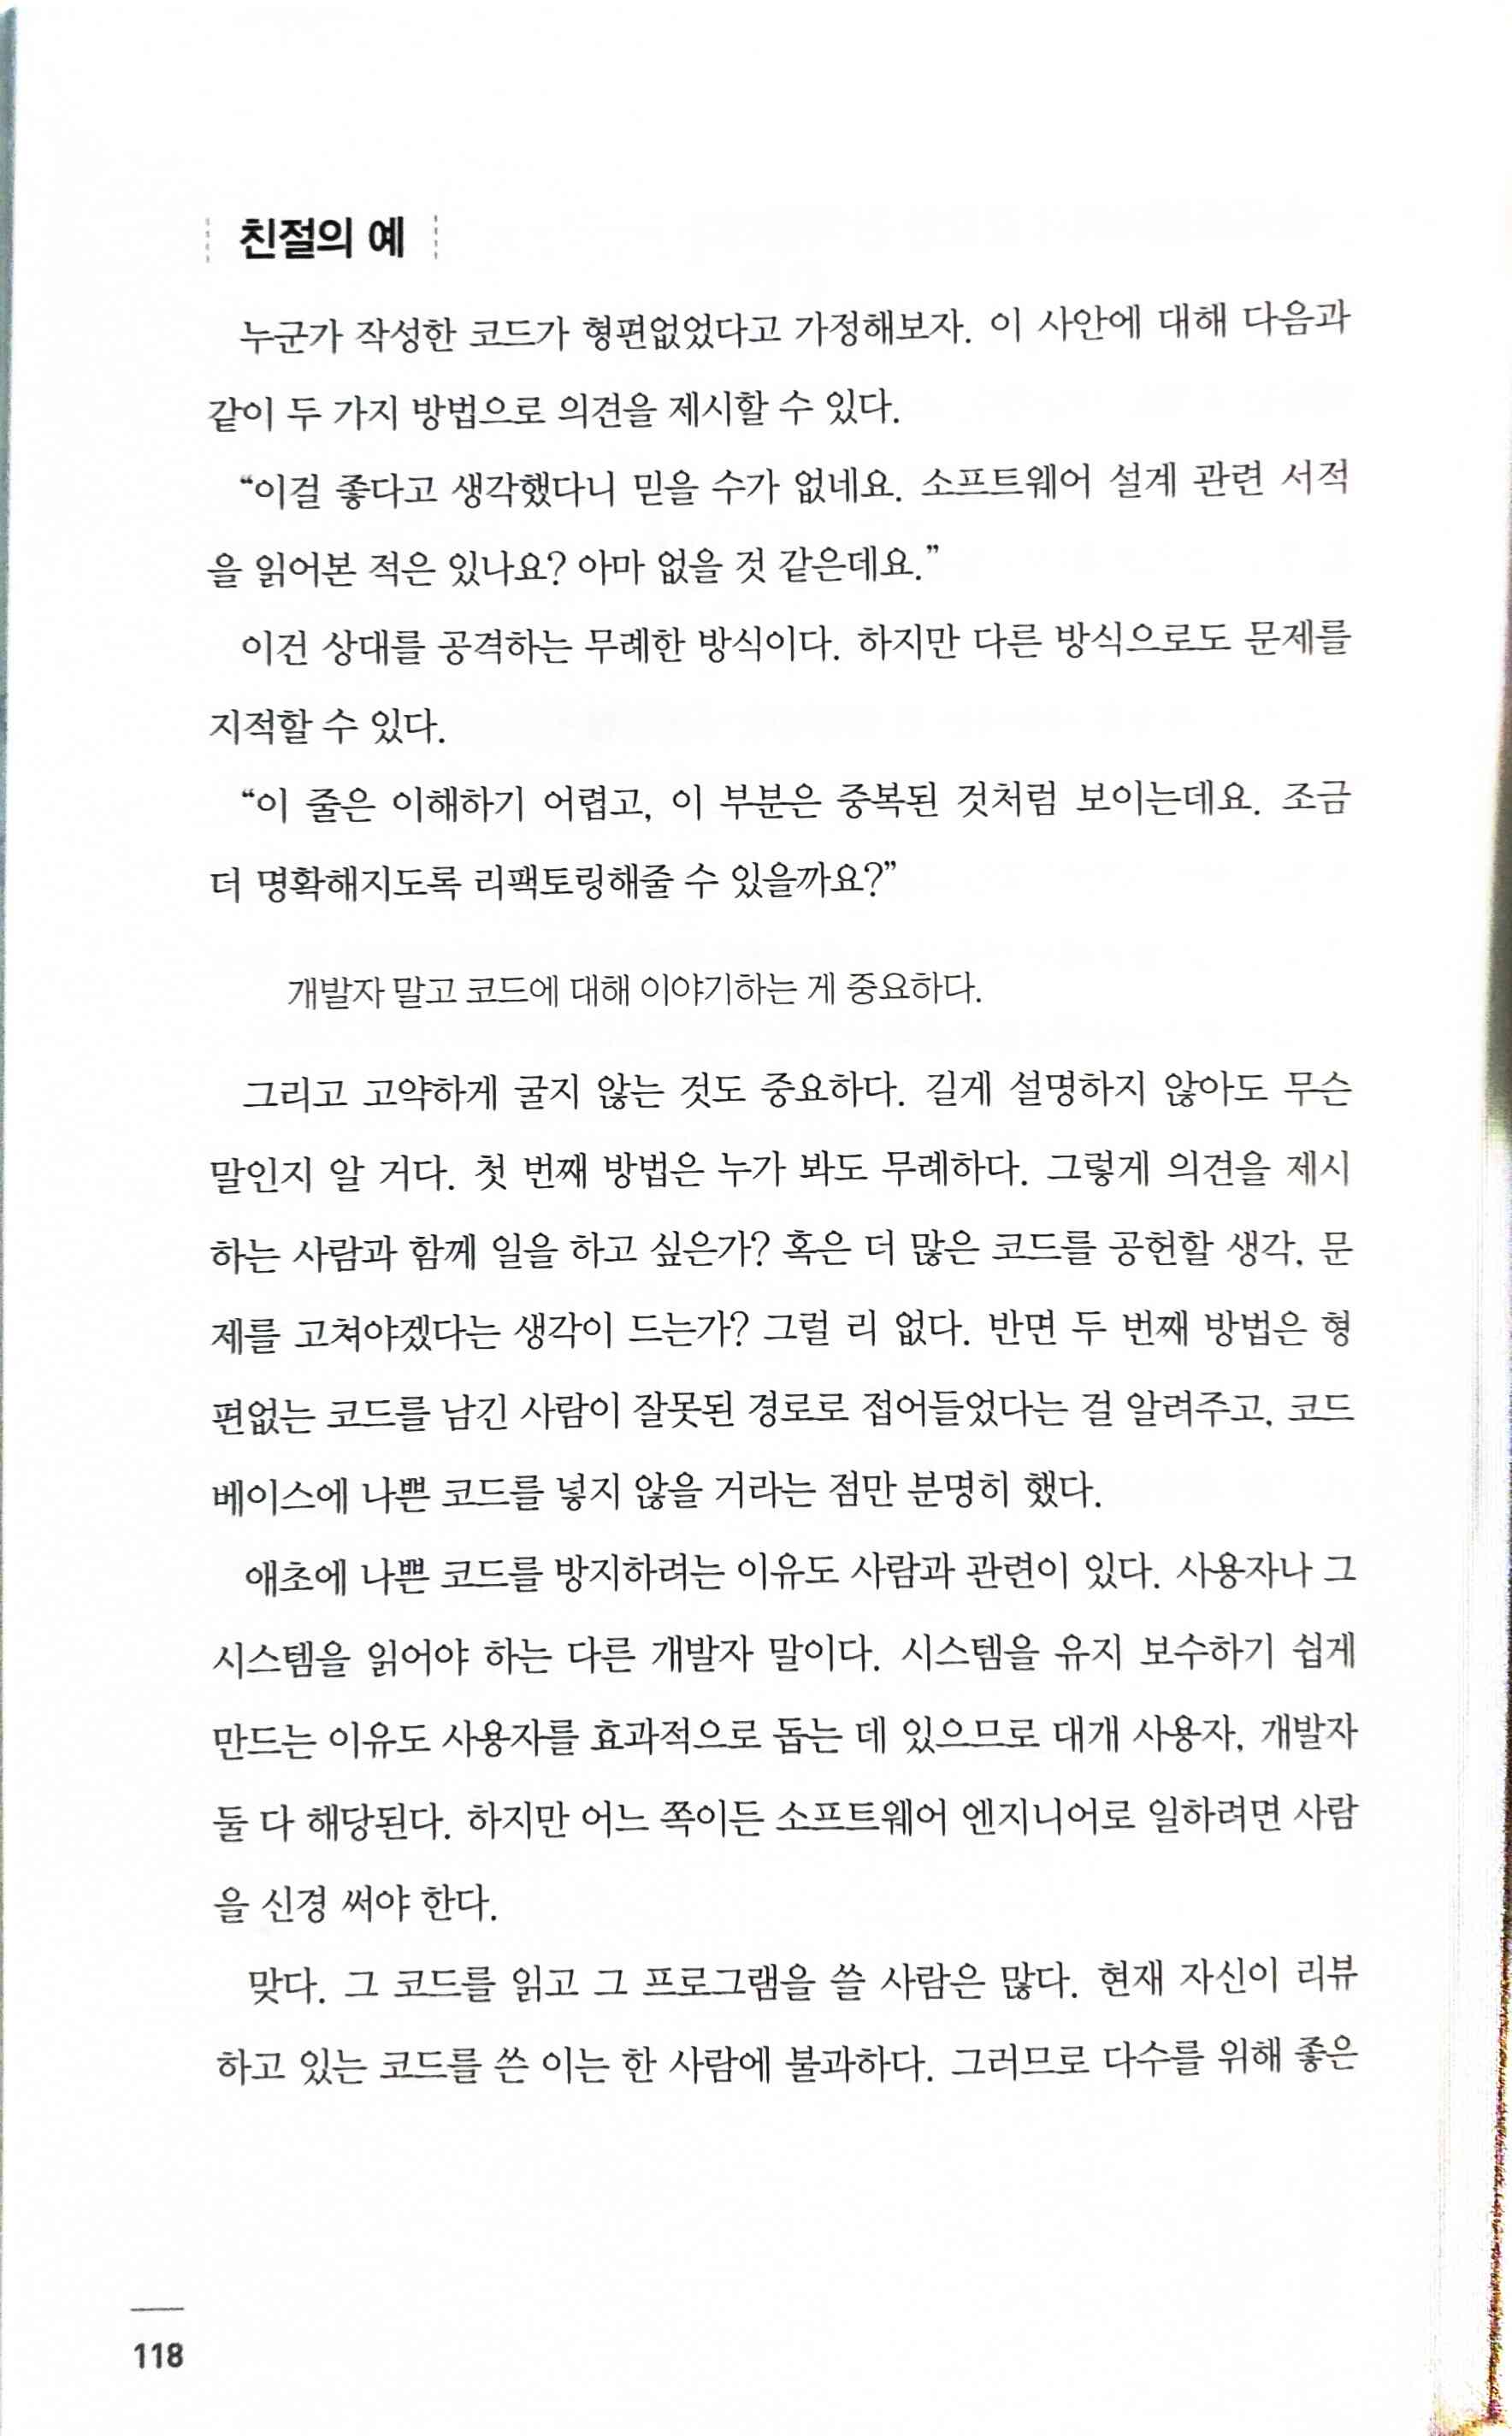 친절의 예
누군가 작성한 코드가 형편없었다고 가정해보자. 이 사안에 대해 다음과
같이 두 가지 방법으로 의견을 제시할 수 있다.
“이걸 좋다고 생각했다니 믿을 수가 없네요. 소프트웨어 설계 관련 서적
을 읽어본 적은 있나요? 아마 없을 것 같은데요.”
이건 상대를 공격하는 무례한 방식이다. 하지만 다른 방식으로도 문제를
지적할 수 있다.
“이 줄은 이해하기 어렵고, 이 부분은 중복된 것처럼 보이는데요. 조금
더 명확해지도록 리팩토링해줄 수 있을까요?”
개발자 말고 코드에 대해 이야기하는 게 중요하다.
그리고 고약하게 굴지 않는 것도 중요하다. 길게 설명하지 않아도 무슨
말인지 알 거다. 첫 번째 방법은 누가 봐도 무례하다. 그렇게 의견을 제시
하는 사람과 함께 일을 하고 싶은가? 혹은 더 많은 코드를 공헌할 생각, 문
제를 고쳐야겠다는 생각이 드는가? 그럴 리 없다. 반면 두 번째 방법은 형
편없는 코드를 남긴 사람이 잘못된 경로로 접어들었다는 걸 알려주고, 코드
베이스에 나쁜 코드를 넣지 않을 거라는 점만 분명히 했다.
애초에 나쁜 코드를 방지하려는 이유도 사람과 관련이 있다. 사용자나 그
시스템을 읽어야 하는 다른 개발자 말이다. 시스템을 유지 보수하기 쉽게
만드는 이유도 사용자를 효과적으로 돕는 데 있으므로 대개 사용자, 개발자
둘 다 해당된다. 하지만 어느 쪽이든 소프트웨어 엔지니어로 일하려면 사람
을 신경 써야 한다.
맞다. 그 코드를 읽고 그 프로그램을 쓸 사람은 많다. 현재 자신이 리뷰
하고 있는 코드를 쓴 이는 한 사람에 불과하다. 그러므로 다수를 위해 좋은
118